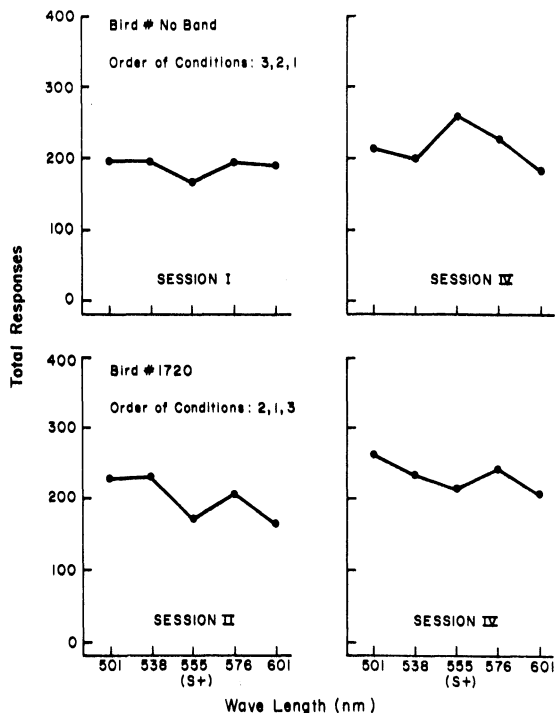 Total Responses
400
300
200
100
0
Bird # No Band
Order of Conditions: 3,2,1
SESSION I
SESSION IV
400
300
200
100
0
Bird #1720
Order of Conditions: 2,1,3
SESSION II
SESSION IV
501 538 555 576 601
(S+)
501 538 555 576 601
(S+)
Wave Length (nm)